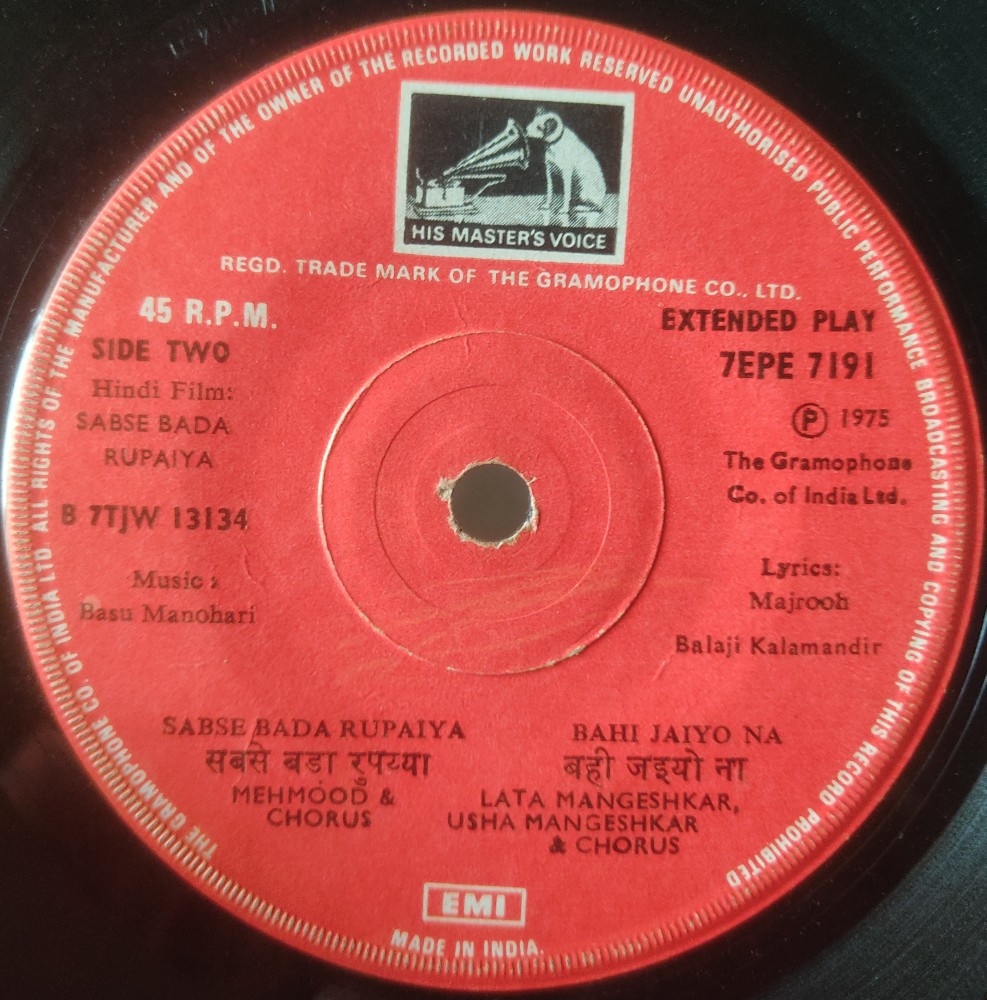 THE GRAMOPHONE CO. OF INDIA LTD ALL RIGHTS OF THE MANUFACTURER AND OF THE OWNER OF THE RECORDED WORK RESERVED UNAUTHORISED PUBLIC PERFORMANCE BROADCASTING AND COPYING OF THIS RECORD PROHIBITED
HIS MASTER'S VOICE
REGD. TRADE MARK OF THE GRAMOPHONE CO., LTD.
45 R.P.M.
SIDE TWO
Hindi Film:
SABSE BADA
RUPAIYA
B 7TJW 13134
Music:
Basu Manohari
EXTENDED PLAY
7EPE 7191
Ⓟ 1975
The Gramophone
Co. of India Ltd.
Lyrics:
Majrooh
Balaji Kalamandir
SABSE BADA RUPAIYA
सबसे बडा रुपय्या
MEHMOOD &
CHORUS
BAHI JAIYO NA
बही जइयो ना
LATA MANGESHKAR,
USHA MANGESHKAR
& CHORUS
EMI
MADE IN INDIA.